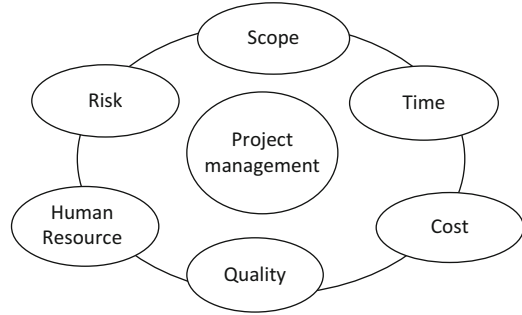 Scope
Risk
Time
Project
management
Human
Resource
Cost
Quality